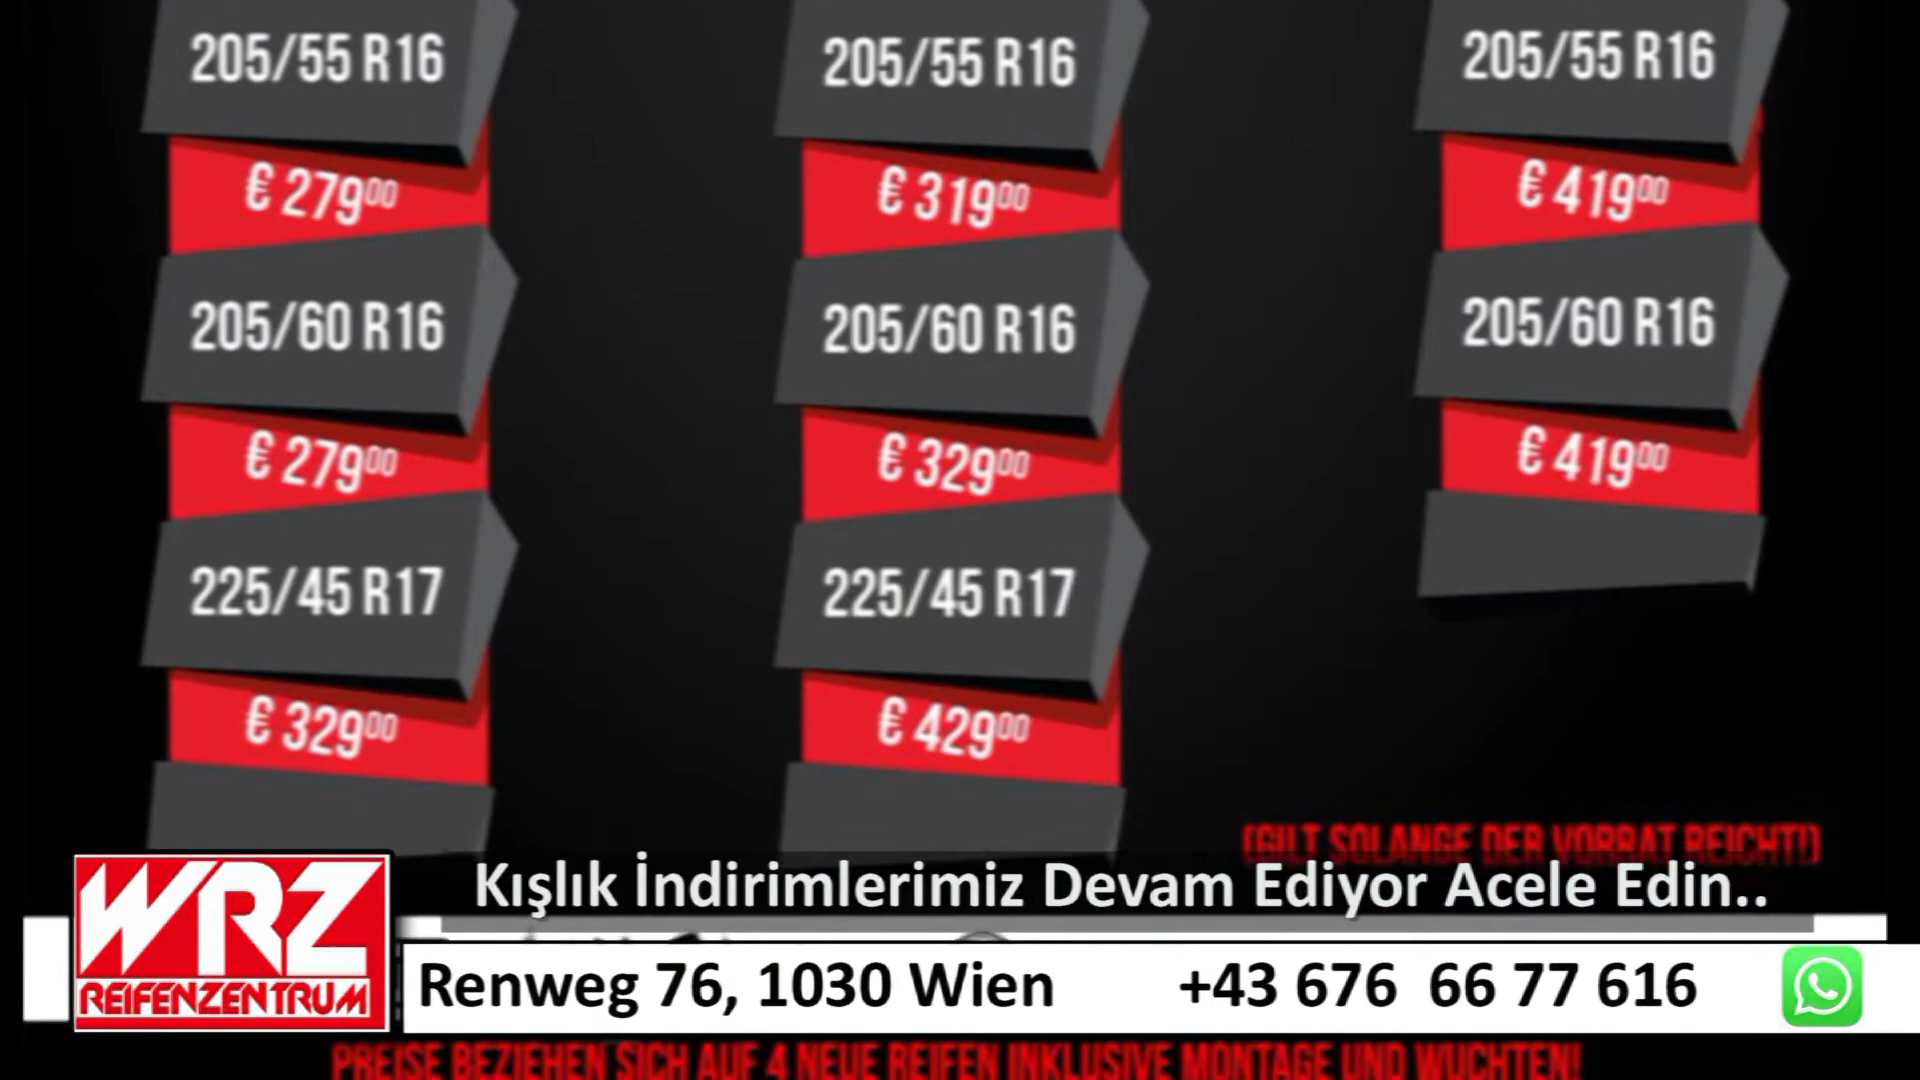 205/55 R16 205/55 R16 205/55 R16
€ 279⁰⁰ € 319⁰⁰ € 419⁰⁰
205/60 R16 205/60 R16 205/60 R16
€ 279⁰⁰ € 329⁰⁰ € 419⁰⁰
225/45 R17 225/45 R17
€ 329⁰⁰ € 429⁰⁰
(GILT SOLANGE DER VORRAT REICHT!)
Kışlık İndirimlerimiz Devam Ediyor Acele Edin..
WRZ
REIFENZENTRUM
Renweg 76, 1030 Wien +43 676 66 77 616
PREISE BEZIEHEN SICH AUF 4 NEUE REIFEN INKLUSIVE MONTAGE UND WUCHTEN!